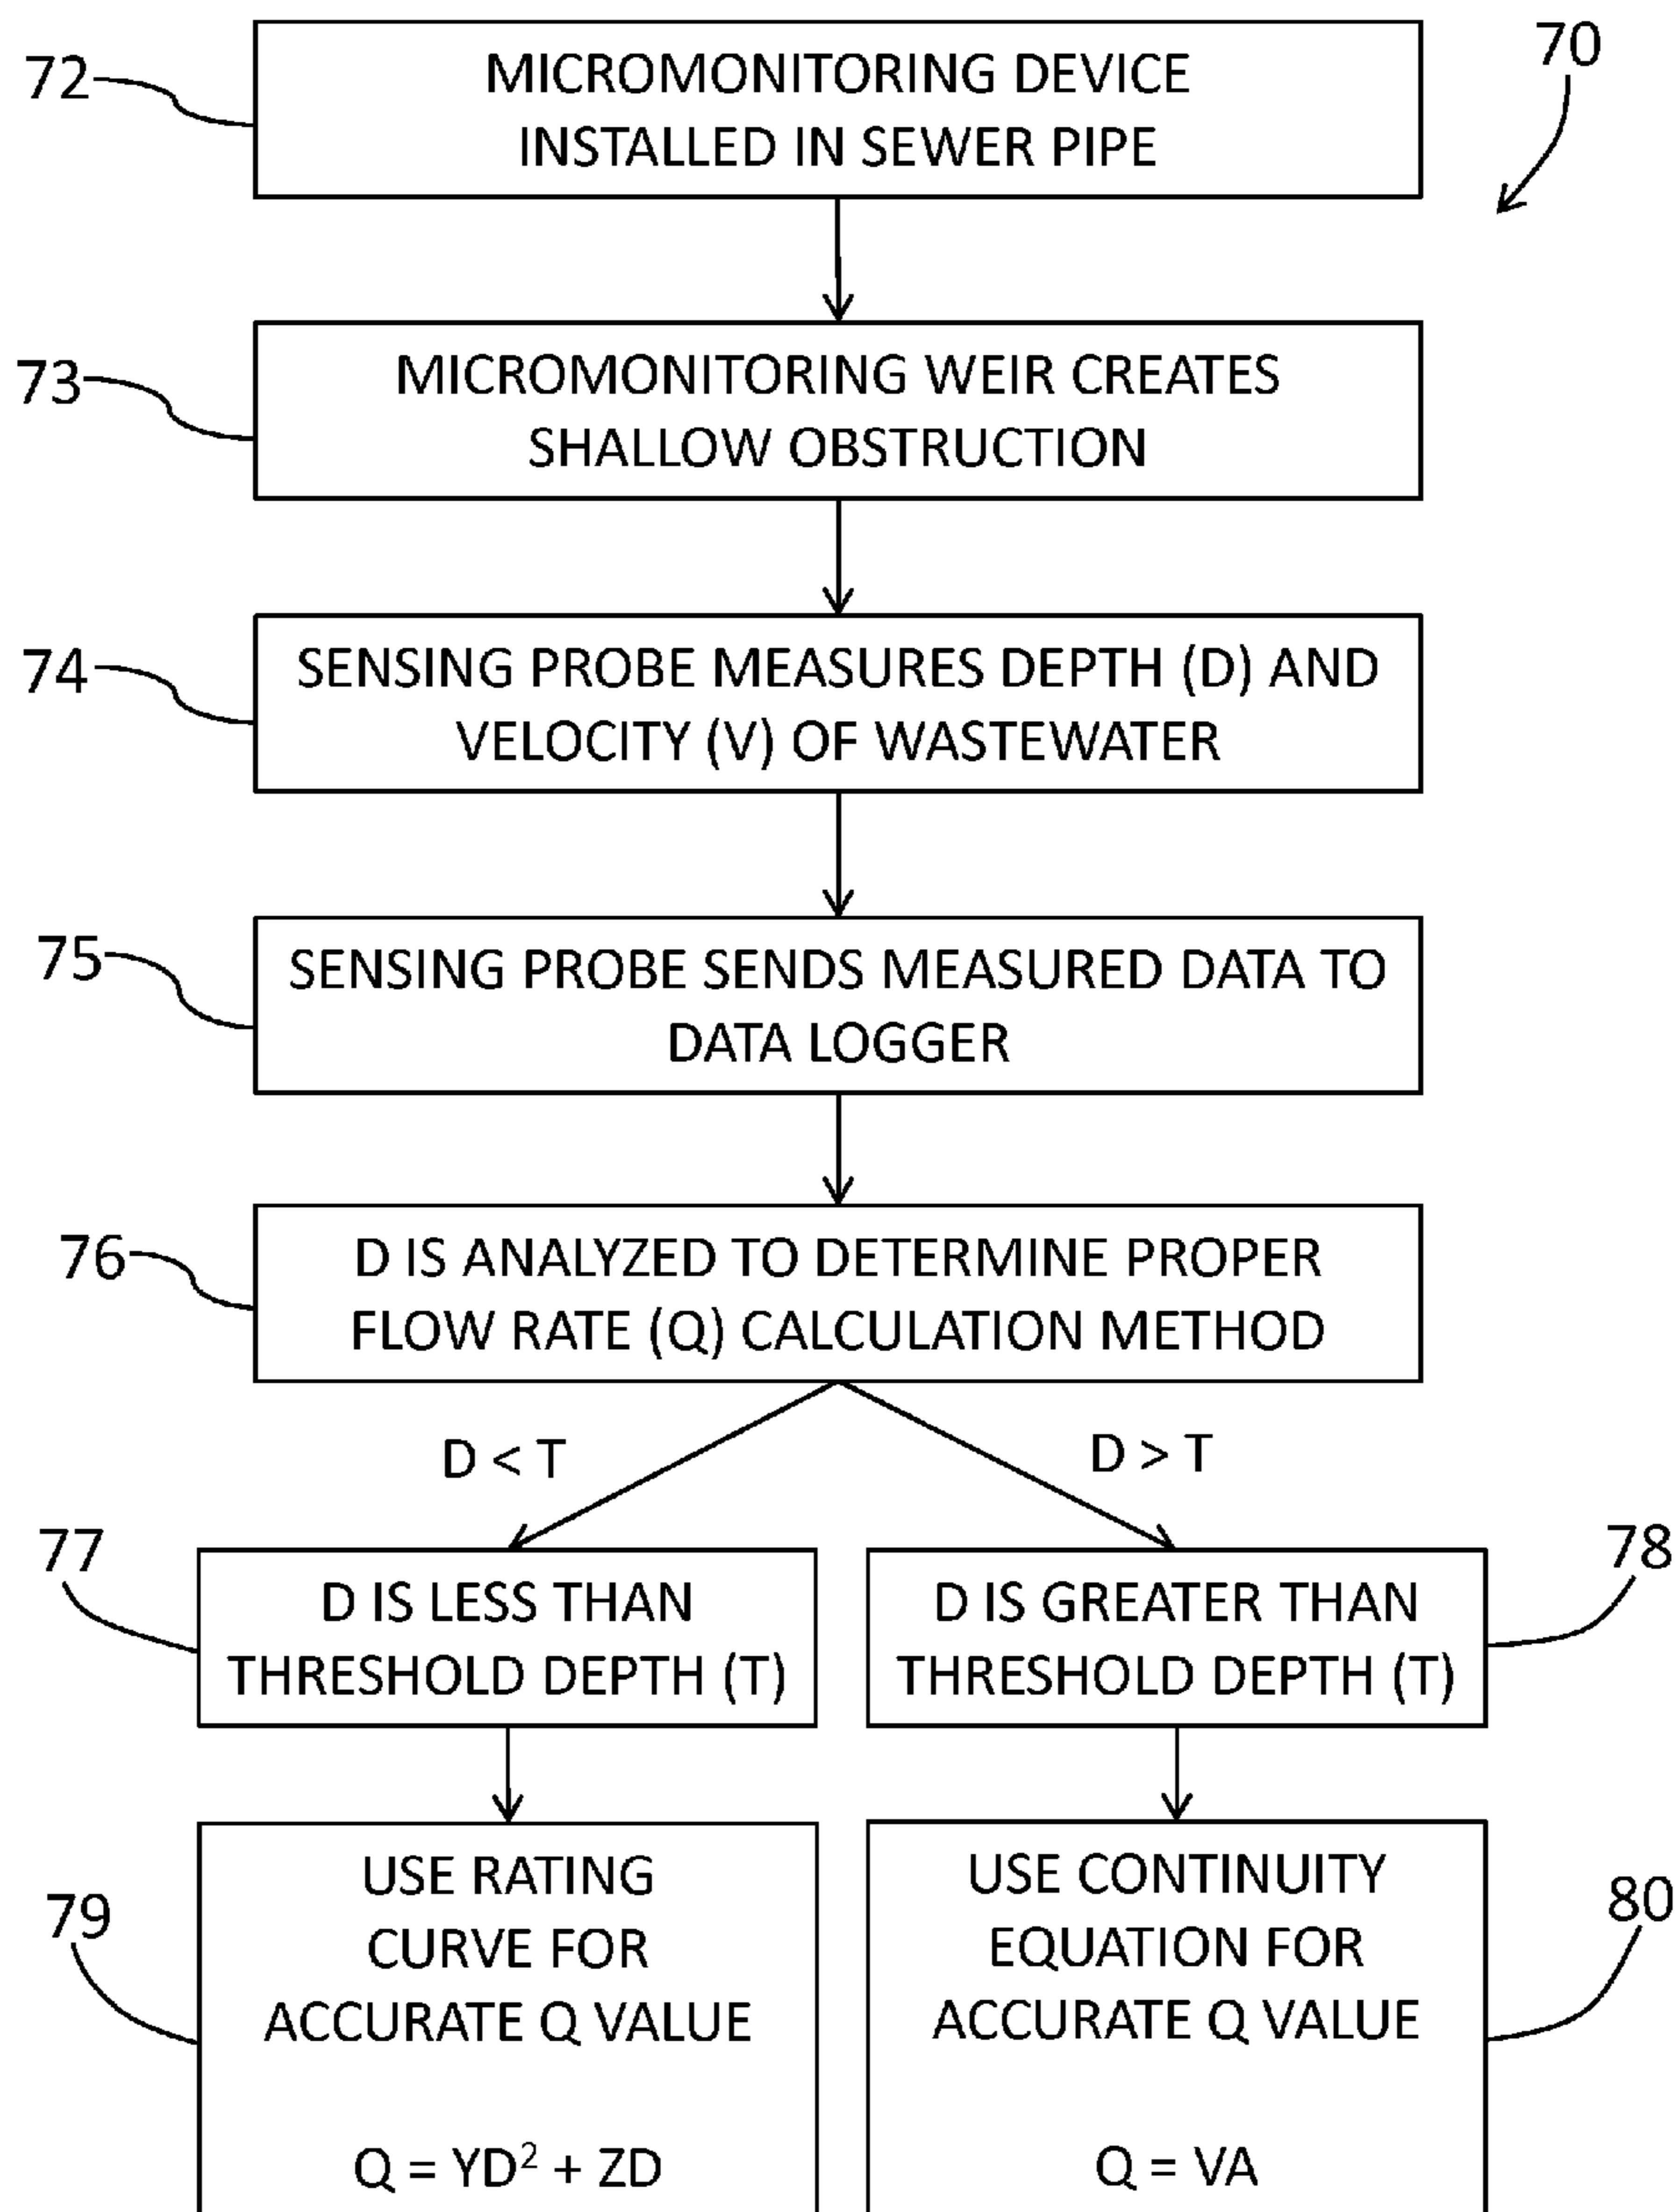 70
72
MICROMONITORING DEVICE
INSTALLED IN SEWER PIPE
73
MICROMONITORING WEIR CREATES
SHALLOW OBSTRUCTION
74
SENSING PROBE MEASURES DEPTH (D) AND
VELOCITY (V) OF WASTEWATER
75
SENSING PROBE SENDS MEASURED DATA TO
DATA LOGGER
76
D IS ANALYZED TO DETERMINE PROPER
FLOW RATE (Q) CALCULATION METHOD
D < T
D > T
77
D IS LESS THAN
THRESHOLD DEPTH (T)
78
D IS GREATER THAN
THRESHOLD DEPTH (T)
79
USE RATING
CURVE FOR
ACCURATE Q VALUE
Q = YD² + ZD
80
USE CONTINUITY
EQUATION FOR
ACCURATE Q VALUE
Q = VA